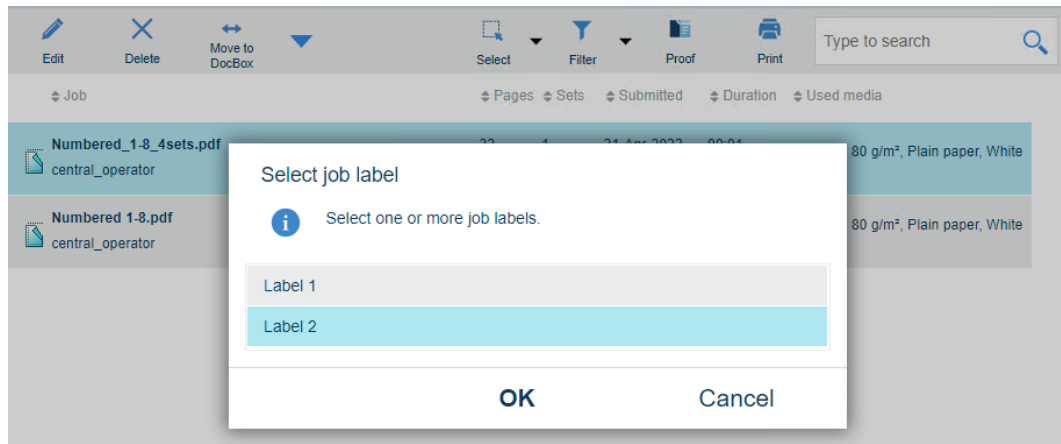 Edit
Delete
Move to
DocBox
Select
Filter
Proof
Print
Type to search
Job
Pages
Sets
Submitted
Duration
Used media
Numbered_1-8_4sets.pdf
central_operator
80 g/m², Plain paper, White
Numbered 1-8.pdf
central_operator
80 g/m², Plain paper, White
Select job label
i
Select one or more job labels.
Label 1
Label 2
OK
Cancel